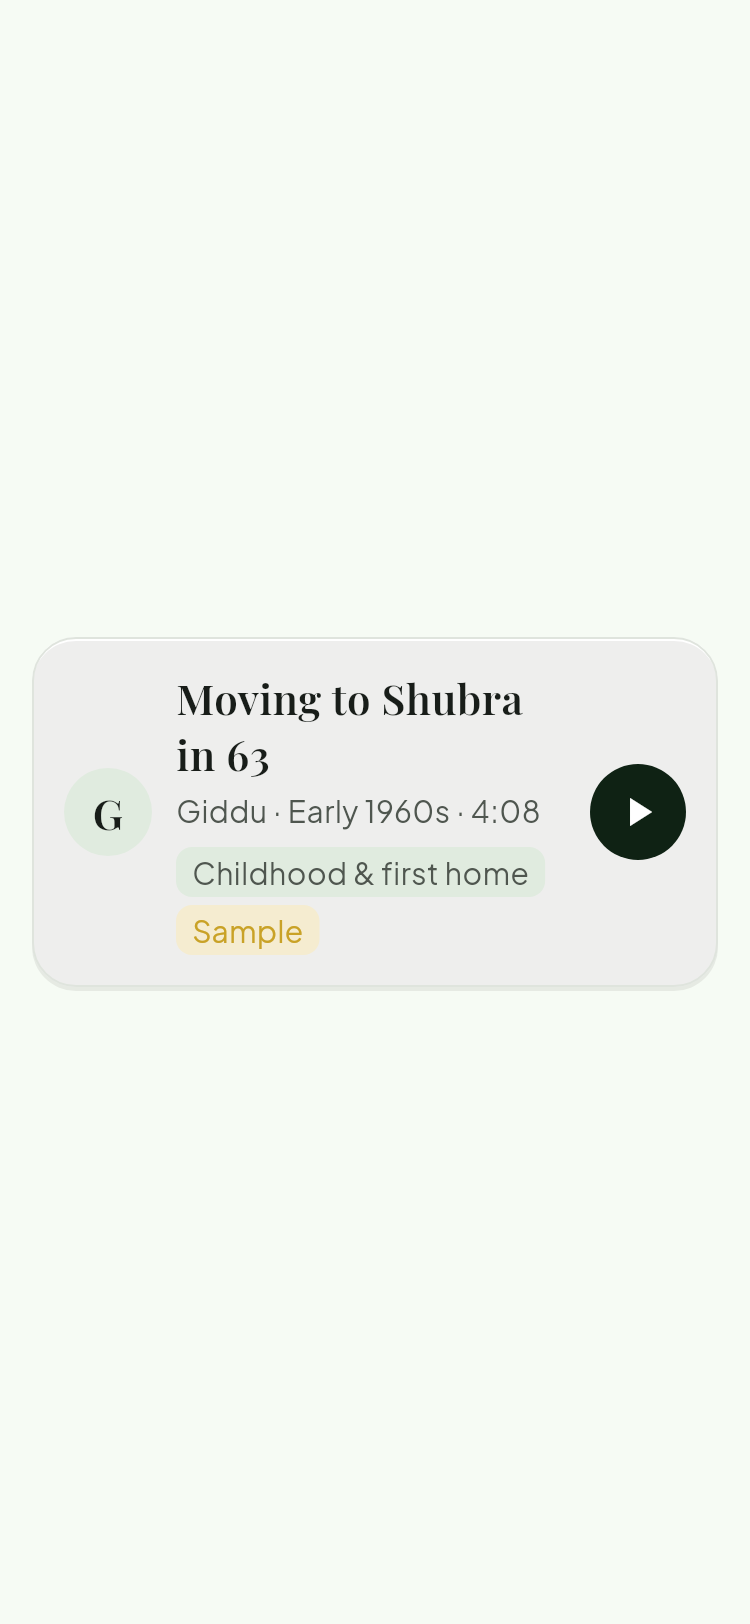 G
Moving to Shubra
in 63
Giddu · Early 1960s · 4:08
Childhood & first home
Sample